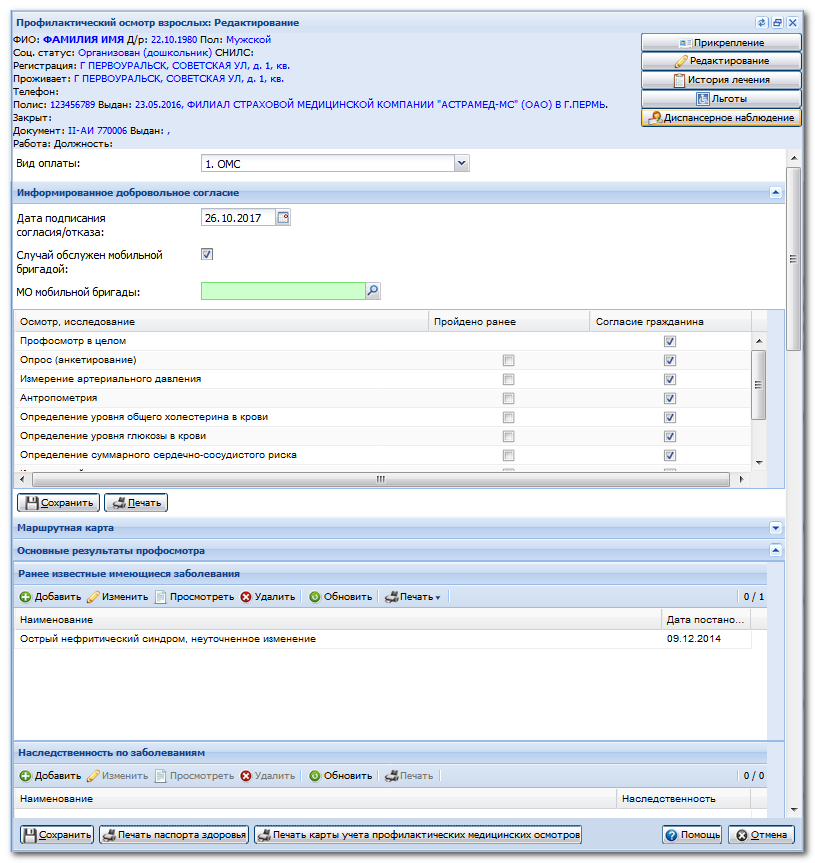 Профилактический осмотр взрослых: Редактирование
ФИО: ФАМИЛИЯ ИМЯ Д/р: 22.10.1980 Пол: Мужской
Соц. статус: Организован (дошкольник) СНИЛС:
Регистрация: Г ПЕРВОУРАЛЬСК, СОВЕТСКАЯ УЛ, д. 1, кв.
Проживает: Г ПЕРВОУРАЛЬСК, СОВЕТСКАЯ УЛ, д. 1, кв.
Телефон:
Полис: 123456789 Выдан: 23.05.2016, ФИЛИАЛ СТРАХОВОЙ МЕДИЦИНСКОЙ КОМПАНИИ "АСТРАМЕД-МС" (ОАО) В Г.ПЕРМЬ.
Закрыт:
Документ: II-АИ 770006 Выдан: ,
Работа: Должность:
Прикрепление
Редактирование
История лечения
Льготы
Диспансерное наблюдение
Вид оплаты: 1. ОМС
Информированное добровольное согласие
Дата подписания
согласия/отказа: 26.10.2017
Случай обслужен мобильной
бригадой:
МО мобильной бригады:
Осмотр, исследование Пройдено ранее Согласие гражданина
Профосмотр в целом
Опрос (анкетирование)
Измерение артериального давления
Антропометрия
Определение уровня общего холестерина в крови
Определение уровня глюкозы в крови
Определение суммарного сердечно-сосудистого риска
Сохранить Печать
Маршрутная карта
Основные результаты профосмотра
Ранее известные имеющиеся заболевания
Добавить Изменить Просмотреть Удалить Обновить Печать 0 / 1
Наименование Дата постано...
Острый нефритический синдром, неуточненное изменение 09.12.2014
Наследственность по заболеваниям
Добавить Изменить Просмотреть Удалить Обновить Печать 0 / 0
Наименование Наследственность
Сохранить Печать паспорта здоровья Печать карты учета профилактических медицинских осмотров Помощь Отмена